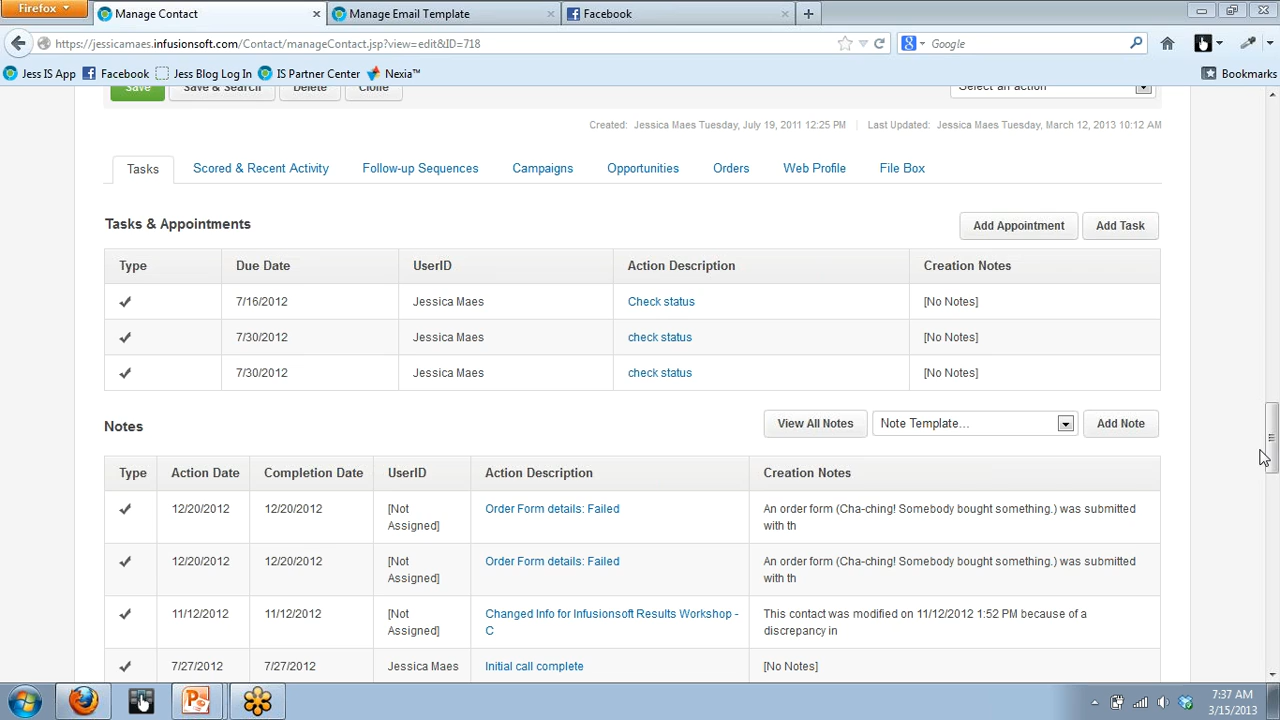 Firefox
Manage Contact
Manage Email Template
Facebook
https://jessicamaes.infusionsoft.com/Contact/manageContact.jsp?view=edit&ID=718
Google
Jess IS App
Facebook
Jess Blog Log In
IS Partner Center
Nexia™
Bookmarks
Save
Save & Search
Delete
Clone
Select an action
Created: Jessica Maes Tuesday, July 19, 2011 12:25 PM
Last Updated: Jessica Maes Tuesday, March 12, 2013 10:12 AM
Tasks
Scored & Recent Activity
Follow-up Sequences
Campaigns
Opportunities
Orders
Web Profile
File Box
Tasks & Appointments
Add Appointment
Add Task
Type Due Date UserID Action Description Creation Notes
7/16/2012 Jessica Maes Check status [No Notes]
7/30/2012 Jessica Maes check status [No Notes]
7/30/2012 Jessica Maes check status [No Notes]
Notes
View All Notes
Note Template...
Add Note
Type Action Date Completion Date UserID Action Description Creation Notes
12/20/2012 12/20/2012 [Not Order Form details: Failed An order form (Cha-ching! Somebody bought something.) was submitted
Assigned] with th
12/20/2012 12/20/2012 [Not Order Form details: Failed An order form (Cha-ching! Somebody bought something.) was submitted
Assigned] with th
11/12/2012 11/12/2012 [Not Changed Info for Infusionsoft Results Workshop - This contact was modified on 11/12/2012 1:52 PM because of a
Assigned] C discrepancy in
7/27/2012 7/27/2012 Jessica Maes Initial call complete [No Notes]
7:37 AM
3/15/2013